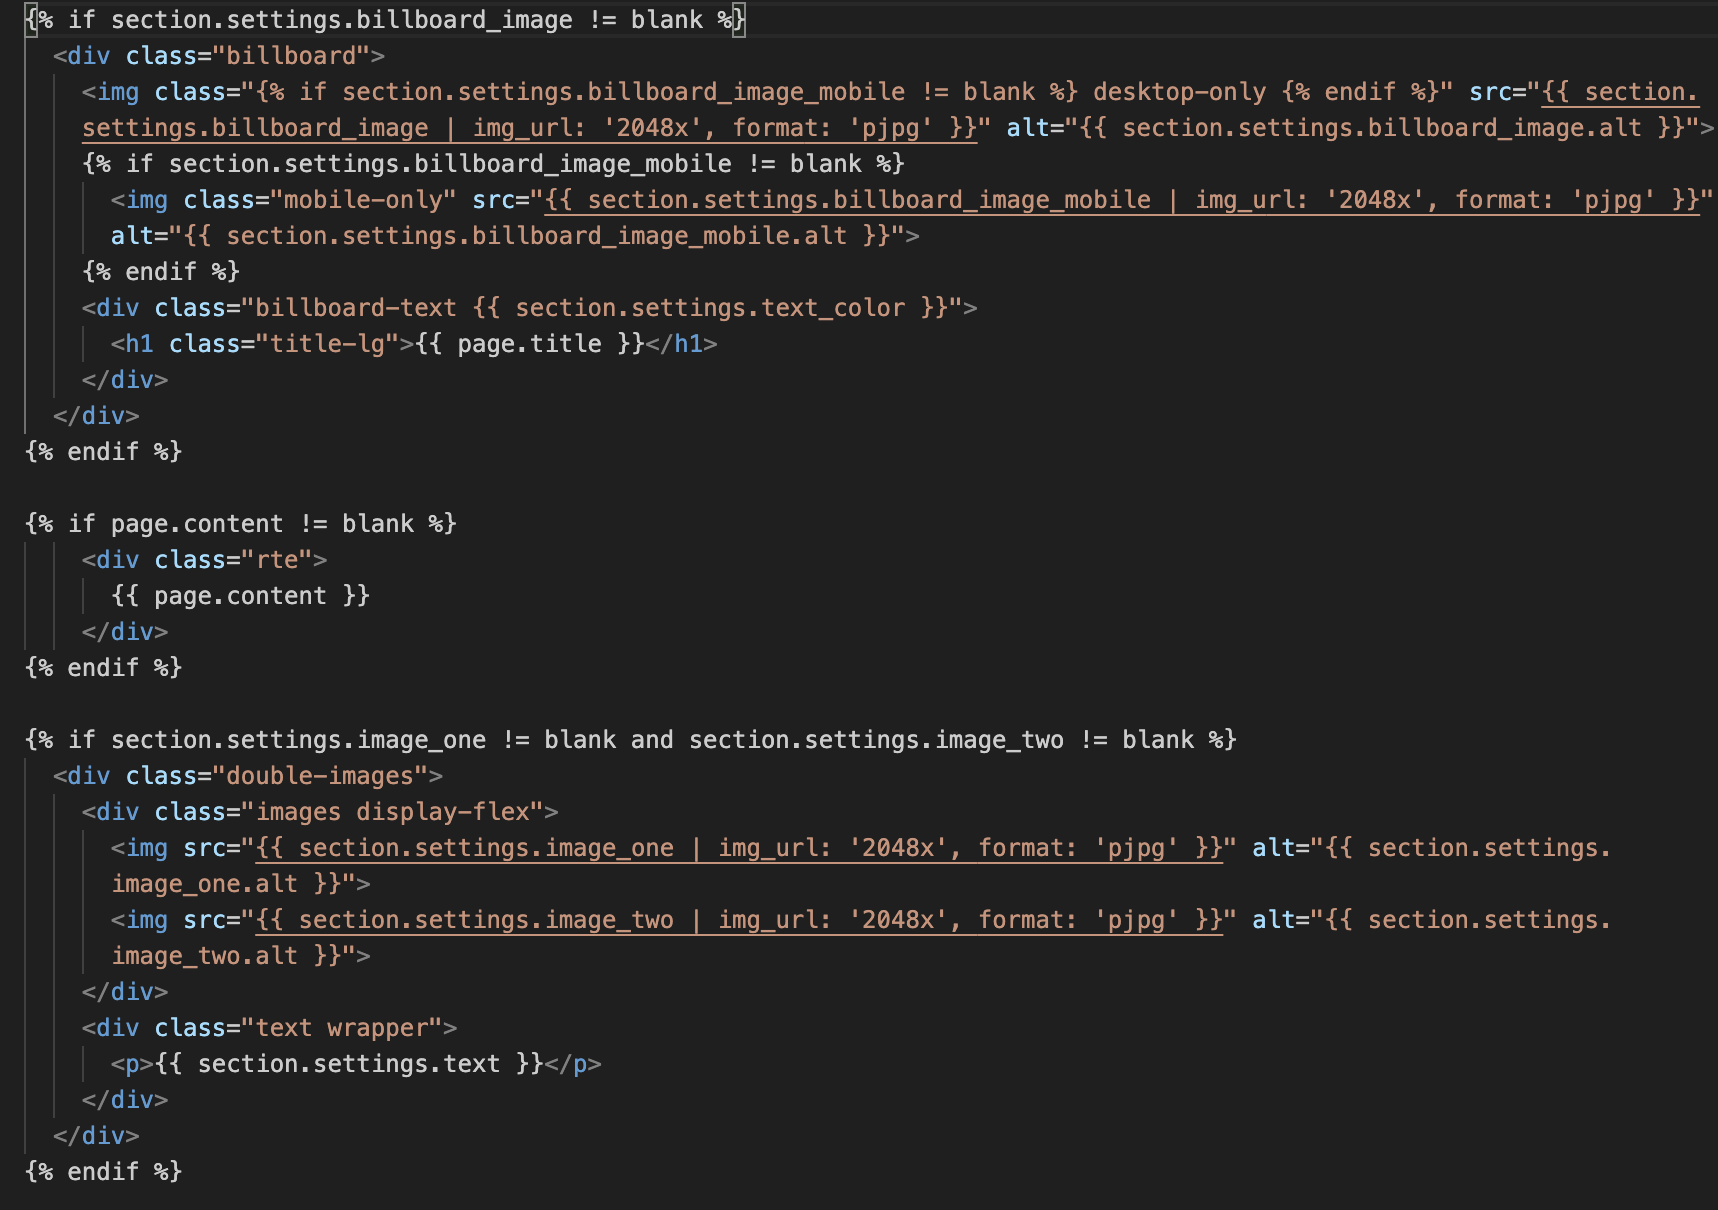 {% if section.settings.billboard_image != blank %}
<div class="billboard">
<img class="{% if section.settings.billboard_image_mobile != blank %} desktop-only {% endif %}" src="{{ section.
settings.billboard_image | img_url: '2048x', format: 'pjpg' }}" alt="{{ section.settings.billboard_image.alt }}">
{% if section.settings.billboard_image_mobile != blank %}
<img class="mobile-only" src="{{ section.settings.billboard_image_mobile | img_url: '2048x', format: 'pjpg' }}"
alt="{{ section.settings.billboard_image_mobile.alt }}">
{% endif %}
<div class="billboard-text {{ section.settings.text_color }}">
<h1 class="title-lg">{{ page.title }}</h1>
</div>
</div>
{% endif %}
{% if page.content != blank %}
<div class="rte">
{{ page.content }}
</div>
{% endif %}
{% if section.settings.image_one != blank and section.settings.image_two != blank %}
<div class="double-images">
<div class="images display-flex">
<img src="{{ section.settings.image_one | img_url: '2048x', format: 'pjpg' }}" alt="{{ section.settings.
image_one.alt }}">
<img src="{{ section.settings.image_two | img_url: '2048x', format: 'pjpg' }}" alt="{{ section.settings.
image_two.alt }}">
</div>
<div class="text wrapper">
<p>{{ section.settings.text }}</p>
</div>
</div>
{% endif %}